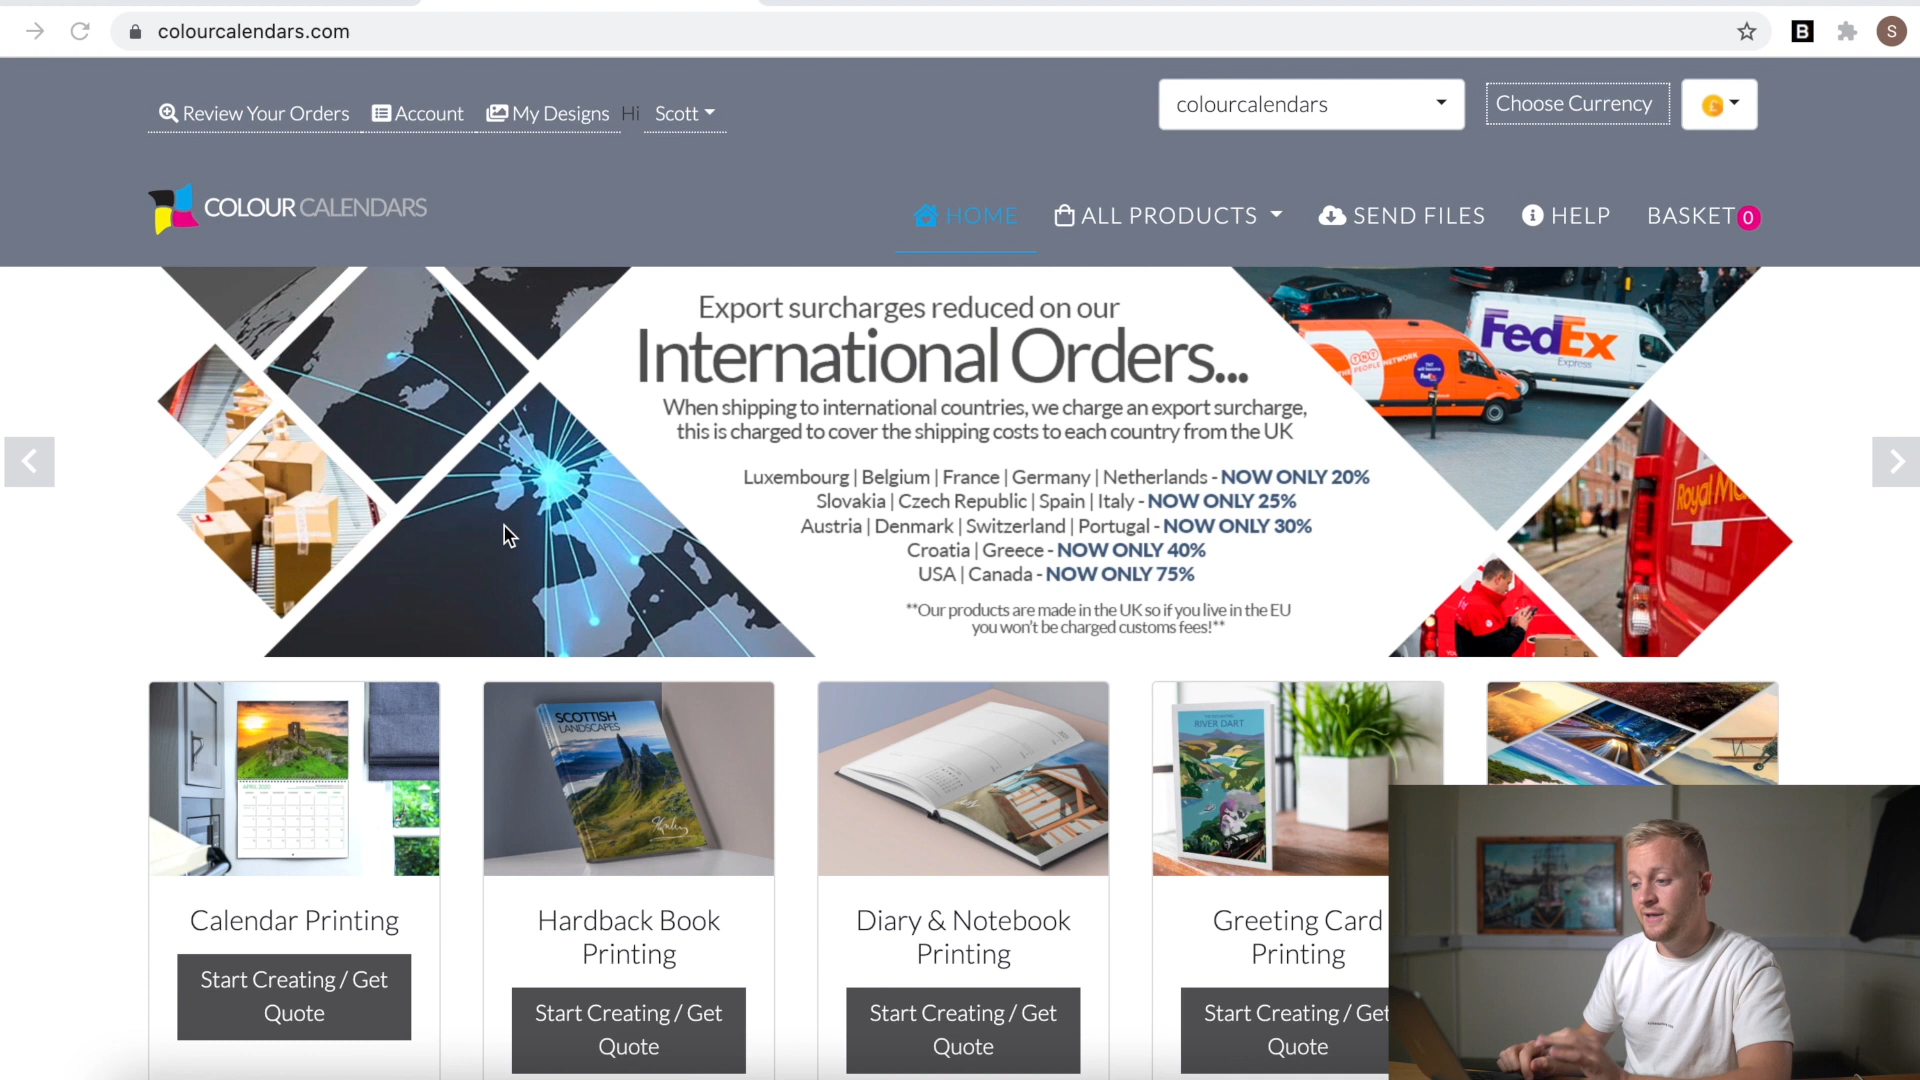 colourcalendars.com
B
S
Review Your Orders
Account
My Designs
Hi
Scott
colourcalendars
Choose Currency
£
COLOUR CALENDARS
HOME
ALL PRODUCTS
SEND FILES
HELP
BASKET 0
Export surcharges reduced on our
International Orders...
When shipping to international countries, we charge an export surcharge,
this is charged to cover the shipping costs to each country from the UK
Luxembourg | Belgium | France | Germany | Netherlands - NOW ONLY 20%
Slovakia | Czech Republic | Spain | Italy - NOW ONLY 25%
Austria | Denmark | Switzerland | Portugal - NOW ONLY 30%
Croatia | Greece - NOW ONLY 40%
USA | Canada - NOW ONLY 75%
**Our products are made in the UK so if you live in the EU
you won't be charged customs fees!**
FedEx
Express
TNT
NETWORK
Royal
APRIL 2020
SCOTTISH
LANDSCAPES
RIVER DART
Calendar Printing
Start Creating / Get
Quote
Hardback Book
Printing
Start Creating / Get
Quote
Diary & Notebook
Printing
Start Creating / Get
Quote
Greeting Card
Printing
Start Creating / Get
Quote